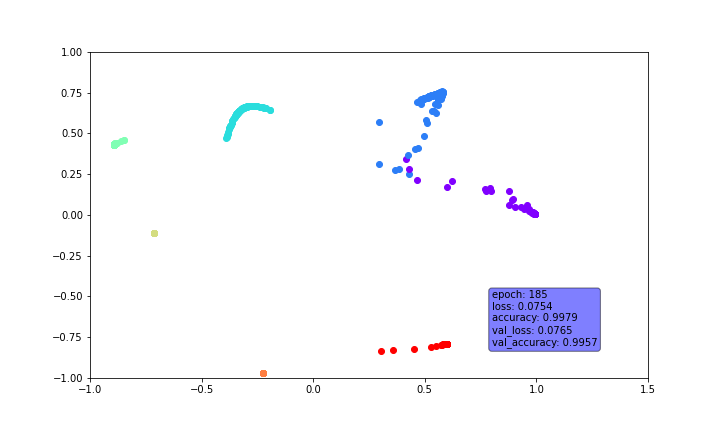 1.00
0.75
0.50
0.25
0.00
−0.25
−0.50
−0.75
−1.00
epoch: 185
loss: 0.0754
accuracy: 0.9979
val_loss: 0.0765
val_accuracy: 0.9957
−1.0 −0.5 0.0 0.5 1.0 1.5